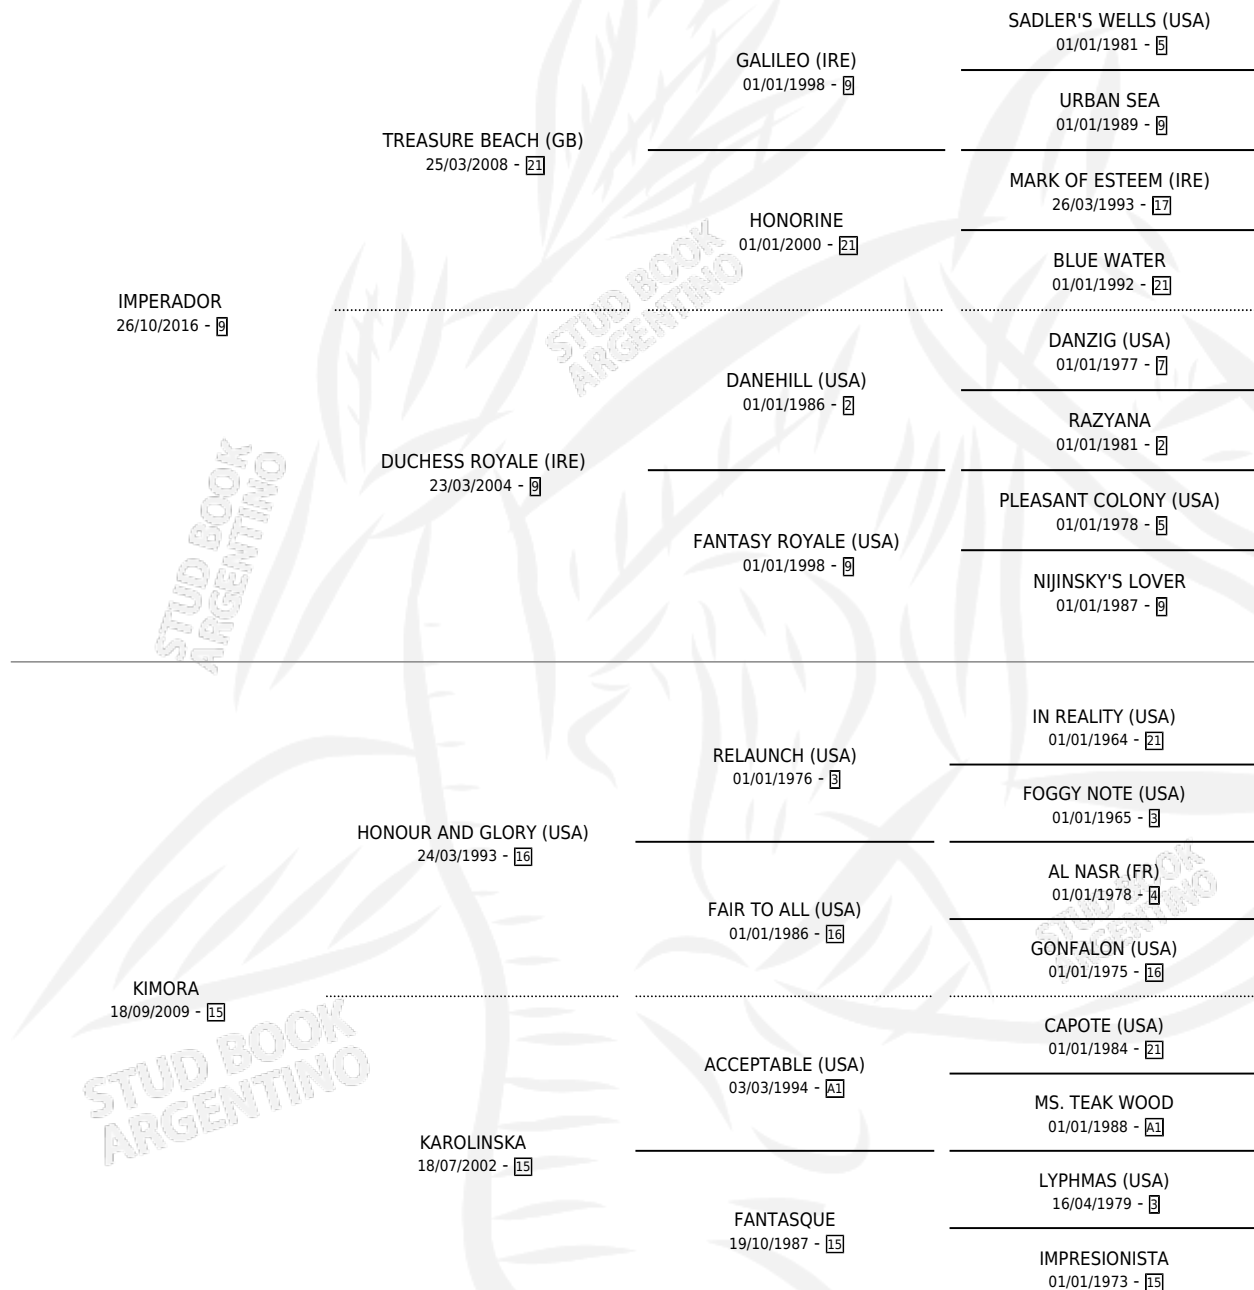 SADLER'S WELLS (USA)
01/01/1981 - 5
GALILEO (IRE)
01/01/1998 - 9
URBAN SEA
01/01/1989 - 9
TREASURE BEACH (GB)
25/03/2008 - 21
MARK OF ESTEEM (IRE)
26/03/1993 - 17
HONORINE
01/01/2000 - 21
BLUE WATER
01/01/1992 - 21
IMPERADOR
26/10/2016 - 9
STUD BOOK
ARGENTINO
DANZIG (USA)
01/01/1977 - 7
DANEHILL (USA)
01/01/1986 - 2
RAZYANA
01/01/1981 - 2
DUCHESS ROYALE (IRE)
23/03/2004 - 9
PLEASANT COLONY (USA)
01/01/1978 - 5
FANTASY ROYALE (USA)
01/01/1998 - 9
NIJINSKY'S LOVER
01/01/1987 - 9
STUD BOOK
ARGENTINO
IN REALITY (USA)
01/01/1964 - 21
RELAUNCH (USA)
01/01/1976 - 3
FOGGY NOTE (USA)
01/01/1965 - 3
HONOUR AND GLORY (USA)
24/03/1993 - 16
AL NASR (FR)
01/01/1978 - 4
FAIR TO ALL (USA)
01/01/1986 - 16
STUD BOOK
ARGENTINO
GONFALON (USA)
01/01/1975 - 16
KIMORA
18/09/2009 - 15
STUD BOOK
ARGENTINO
CAPOTE (USA)
01/01/1984 - 21
ACCEPTABLE (USA)
03/03/1994 - A1
MS. TEAK WOOD
01/01/1988 - A1
KAROLINSKA
18/07/2002 - 15
LYPHMAS (USA)
16/04/1979 - 3
FANTASQUE
19/10/1987 - 15
IMPRESIONISTA
01/01/1973 - 15